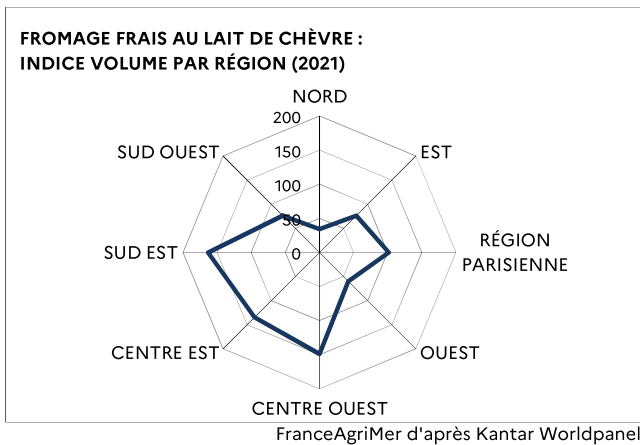 FROMAGE FRAIS AU LAIT DE CHÈVRE :
INDICE VOLUME PAR RÉGION (2021)
NORD
200
SUD OUEST
150
EST
100
50
SUD EST
0
RÉGION
PARISIENNE
CENTRE EST
OUEST
CENTRE OUEST
FranceAgriMer d'après Kantar Worldpanel